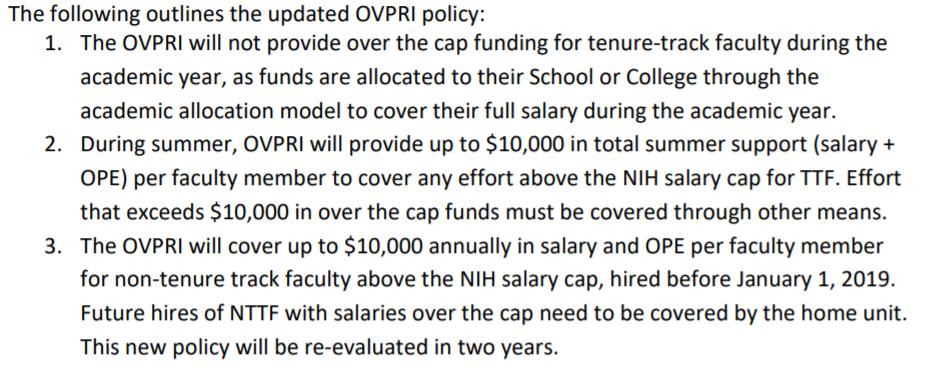 The following outlines the updated OVPRI policy:
1. The OVPRI will not provide over the cap funding for tenure-track faculty during the
academic year, as funds are allocated to their School or College through the
academic allocation model to cover their full salary during the academic year.
2. During summer, OVPRI will provide up to $10,000 in total summer support (salary +
OPE) per faculty member to cover any effort above the NIH salary cap for TTF. Effort
that exceeds $10,000 in over the cap funds must be covered through other means.
3. The OVPRI will cover up to $10,000 annually in salary and OPE per faculty member
for non-tenure track faculty above the NIH salary cap, hired before January 1, 2019.
Future hires of NTTF with salaries over the cap need to be covered by the home unit.
This new policy will be re-evaluated in two years.